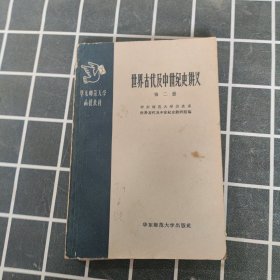 华东师范大学
函授教材
世界古代及中世纪史讲义
第二册
华东师范大学历史系
世界古代及中世纪史教研组编
华东师范大学出版社